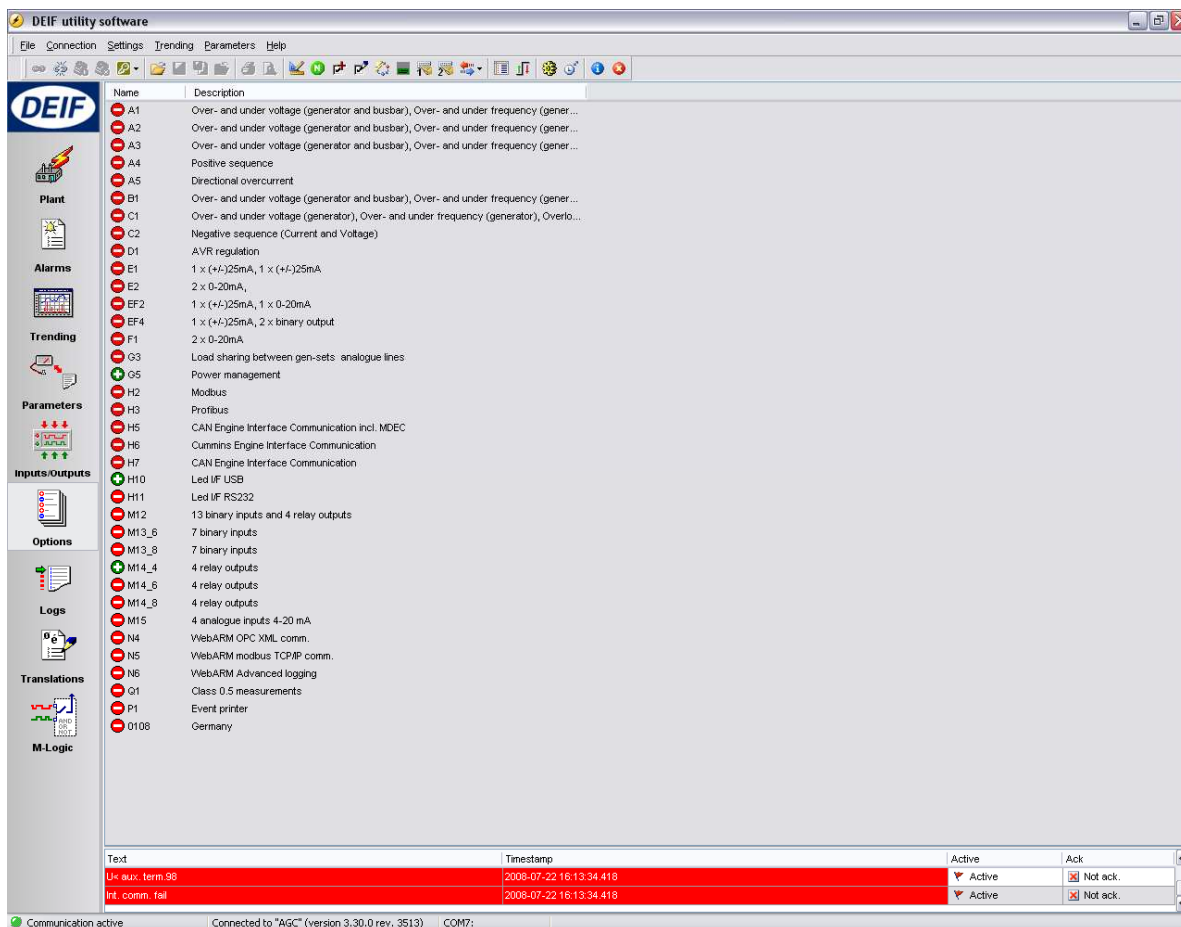 DEIF utility software
File Connection Settings Trending Parameters Help
DEIF
Plant
Alarms
Trending
Parameters
Inputs/Outputs
Options
Logs
Translations
M-Logic
Name Description
A1 Over- and under voltage (generator and busbar), Over- and under frequency (gener...
A2 Over- and under voltage (generator and busbar), Over- and under frequency (gener...
A3 Over- and under voltage (generator and busbar), Over- and under frequency (gener...
A4 Positive sequence
A5 Directional overcurrent
B1 Over- and under voltage (generator and busbar), Over- and under frequency (gener...
C1 Over- and under voltage (generator), Over- and under frequency (generator), Overlo...
C2 Negative sequence (Current and Voltage)
D1 AVR regulation
E1 1 x (+/-)25mA, 1 x (+/-)25mA
E2 2 x 0-20mA,
EF2 1 x (+/-)25mA, 1 x 0-20mA
EF4 1 x (+/-)25mA, 2 x binary output
F1 2 x 0-20mA
G3 Load sharing between gen-sets analogue lines
G5 Power management
H2 Modbus
H3 Profibus
H5 CAN Engine Interface Communication incl. MDEC
H6 Cummins Engine Interface Communication
H7 CAN Engine Interface Communication
H10 Led I/F USB
H11 Led I/F RS232
M12 13 binary inputs and 4 relay outputs
M13_6 7 binary inputs
M13_8 7 binary inputs
M14_4 4 relay outputs
M14_6 4 relay outputs
M14_8 4 relay outputs
M15 4 analogue inputs 4-20 mA
N4 WebARM OPC XML comm.
N5 WebARM modbus TCP/IP comm.
N6 WebARM Advanced logging
Q1 Class 0.5 measurements
P1 Event printer
0108 Germany
Text Timestamp Active Ack
U< aux. term.98 2008-07-22 16:13:34.418 Active Not ack.
Int. comm. fail 2008-07-22 16:13:34.418 Active Not ack.
Communication active Connected to "AGC" (version 3.30.0 rev. 3513) COM7: